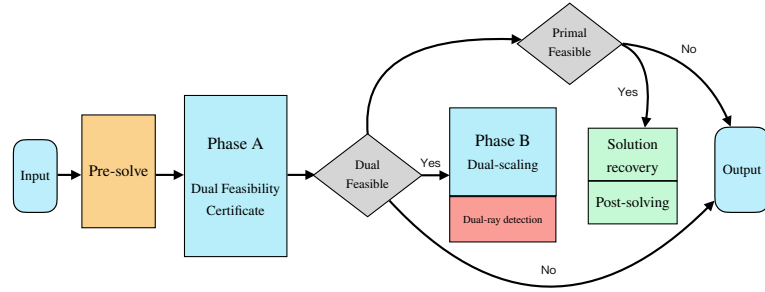 Input
Pre-solve
Phase A
Dual Feasibility
Certificate
Dual
Feasible
Yes
No
Phase B
Dual-scaling
Dual-ray detection
Primal
Feasible
Yes
No
Solution
recovery
Post-solving
Output